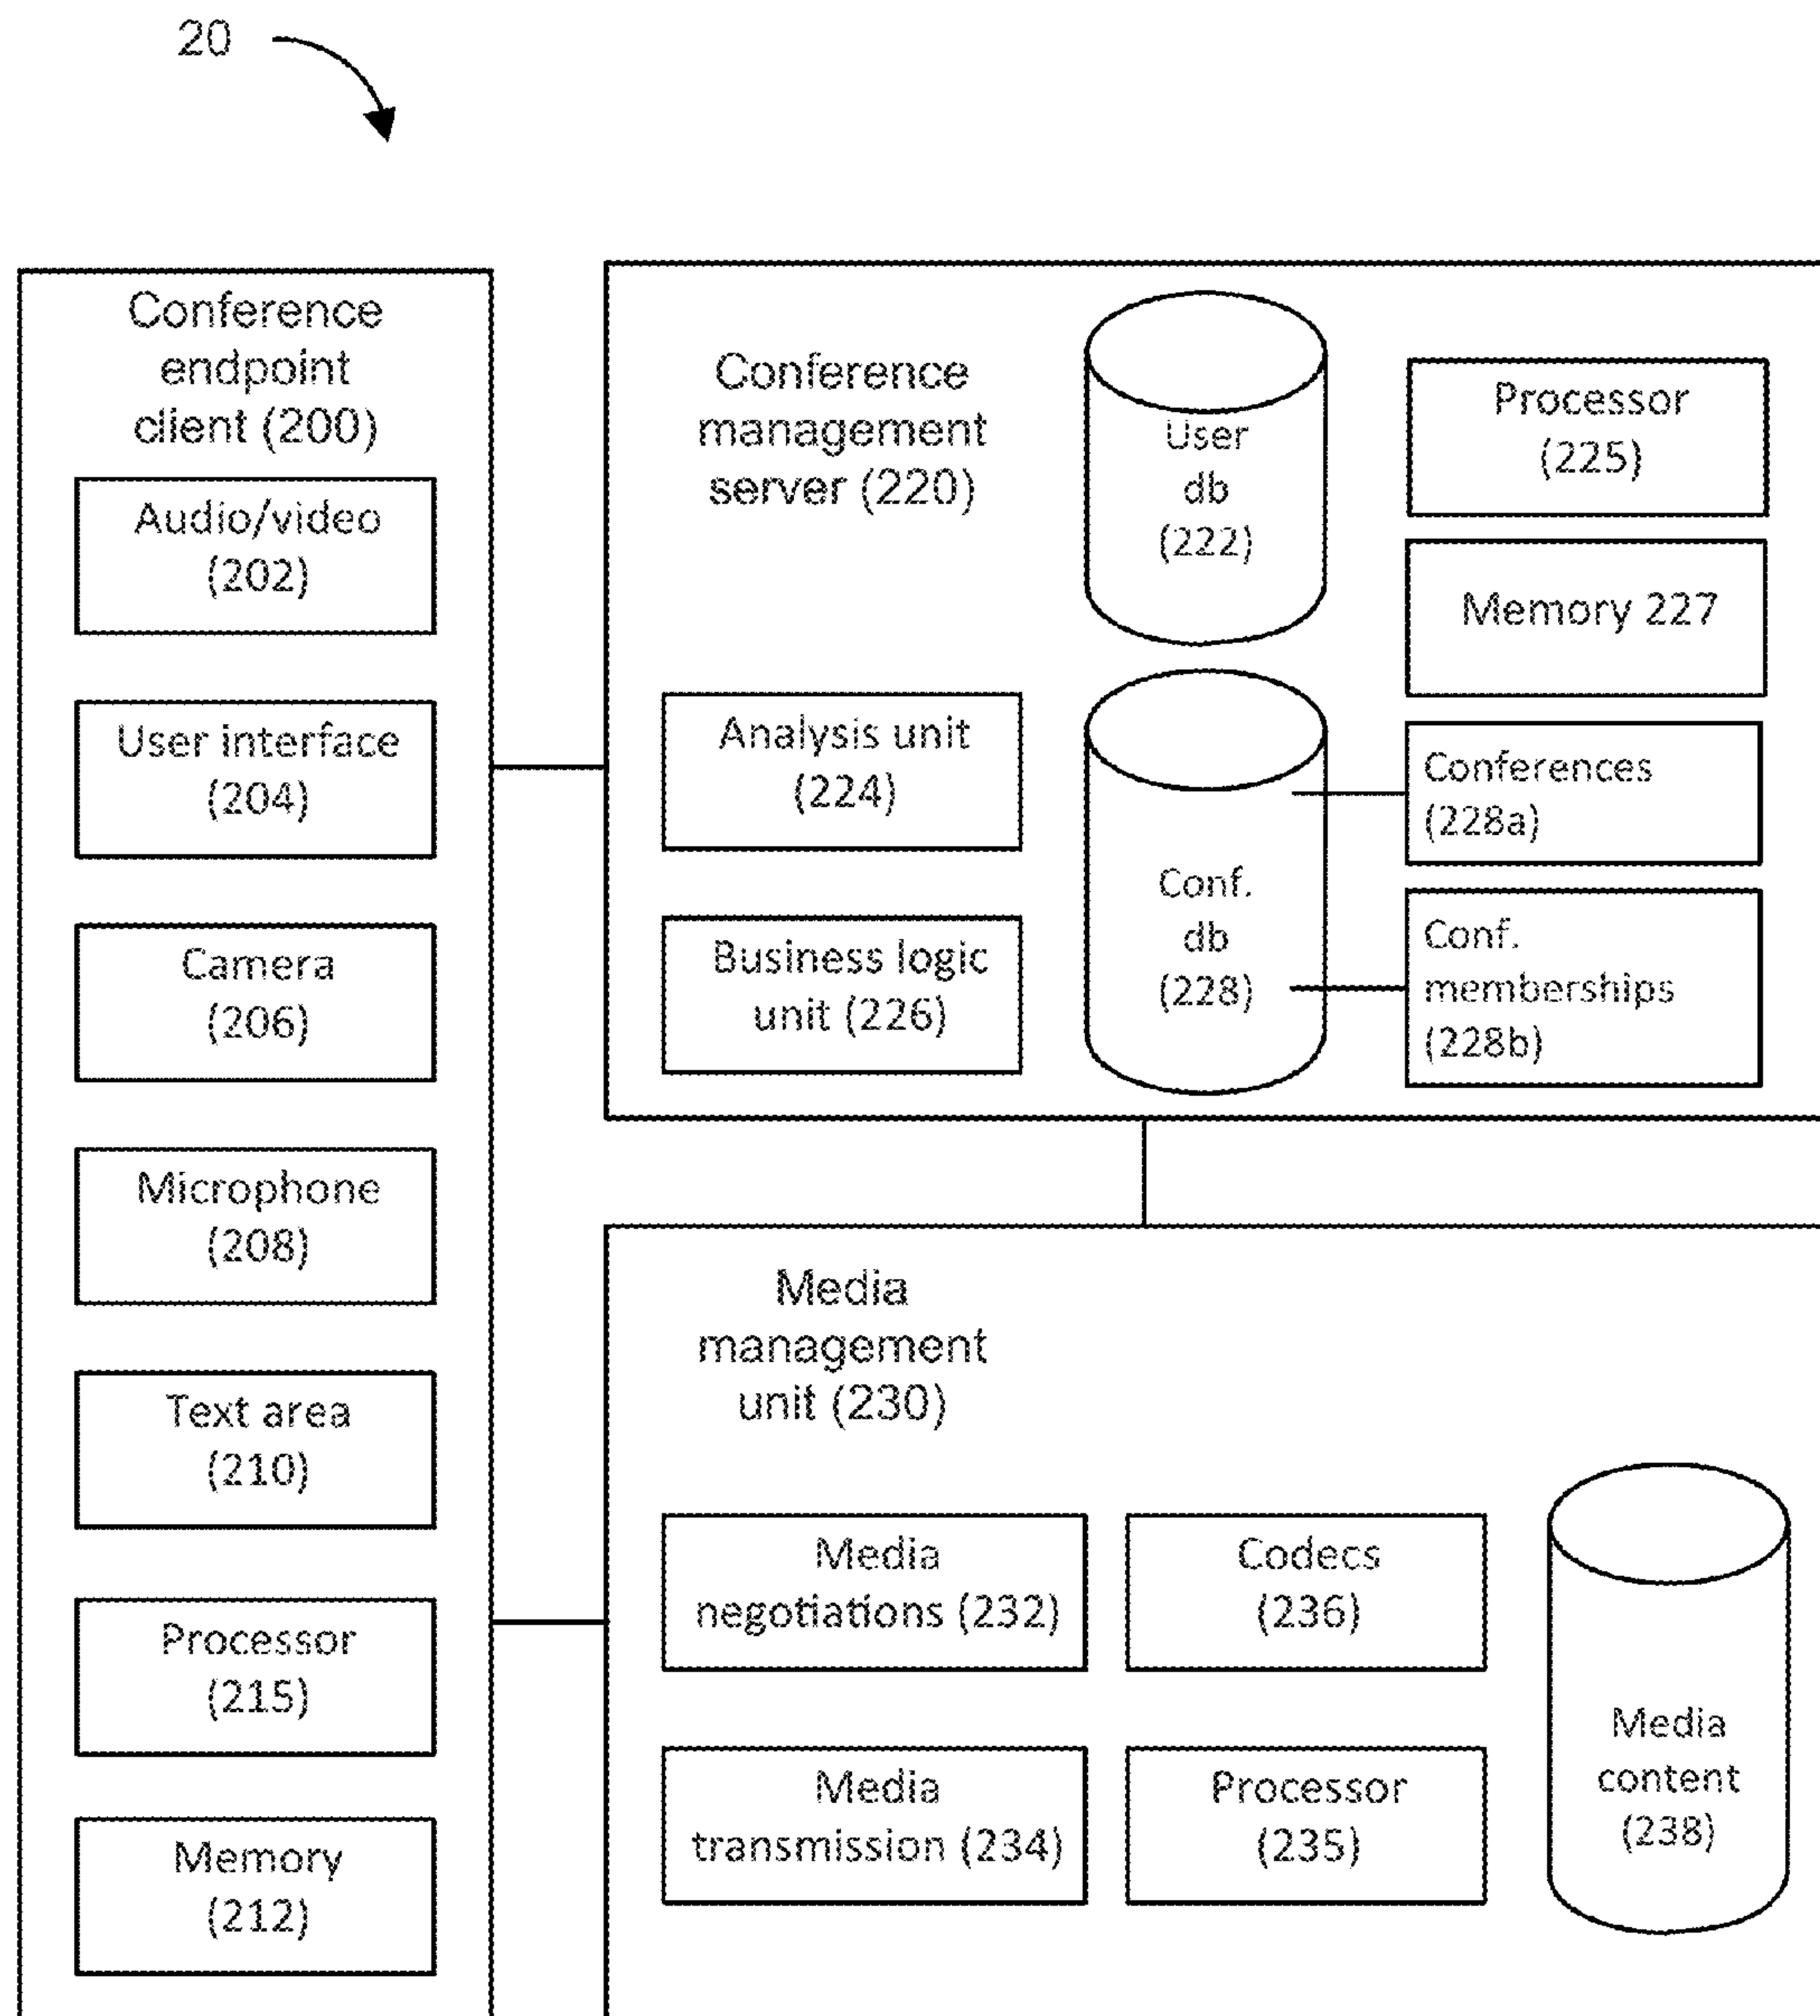 20
Conference
endpoint
client (200)
Audio/video
(202)
User interface
(204)
Camera
(206)
Microphone
(208)
Text area
(210)
Processor
(215)
Memory
(212)
Conference
management
server (220)
User
db
(222)
Processor
(225)
Memory 227
Analysis unit
(224)
Business logic
unit (226)
Conf.
db
(228)
Conferences
(228a)
Conf.
memberships
(228b)
Media
management
unit (230)
Media
negotiations (232)
Codecs
(236)
Media
transmission (234)
Processor
(235)
Media
content
(238)